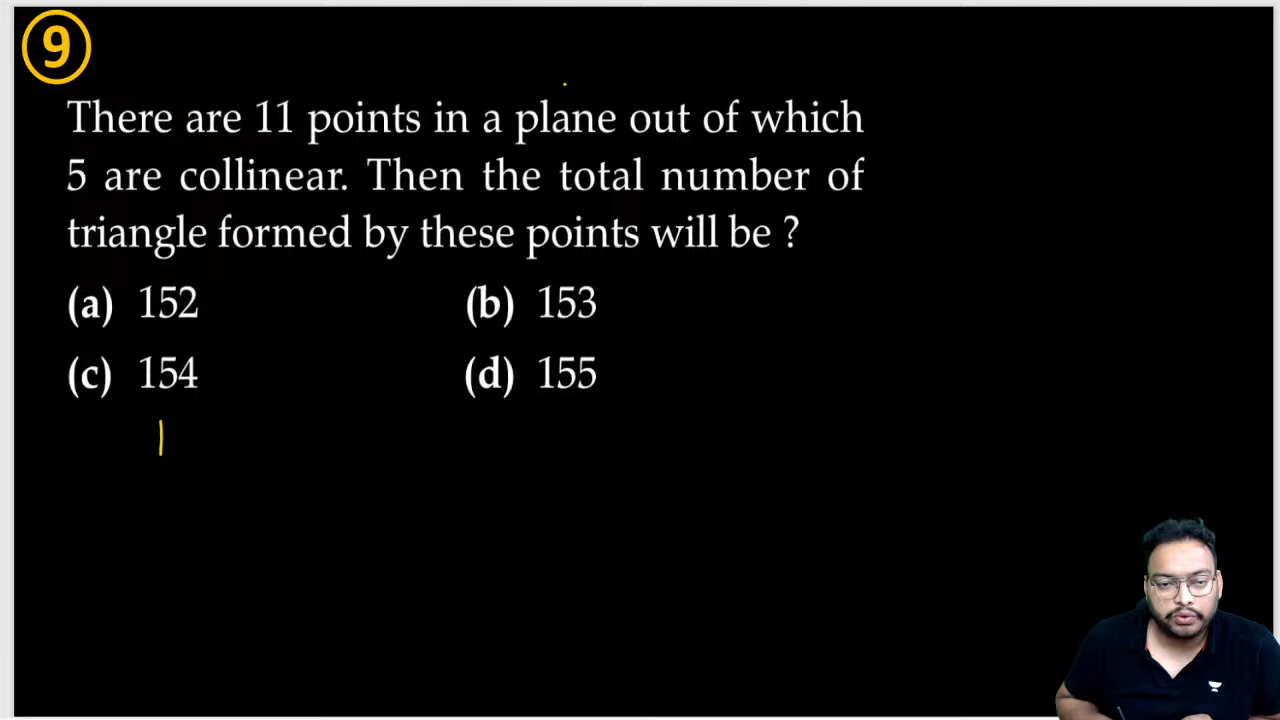 9
There are 11 points in a plane out of which
5 are collinear. Then the total number of
triangle formed by these points will be ?
(a) 152 (b) 153
(c) 154 (d) 155